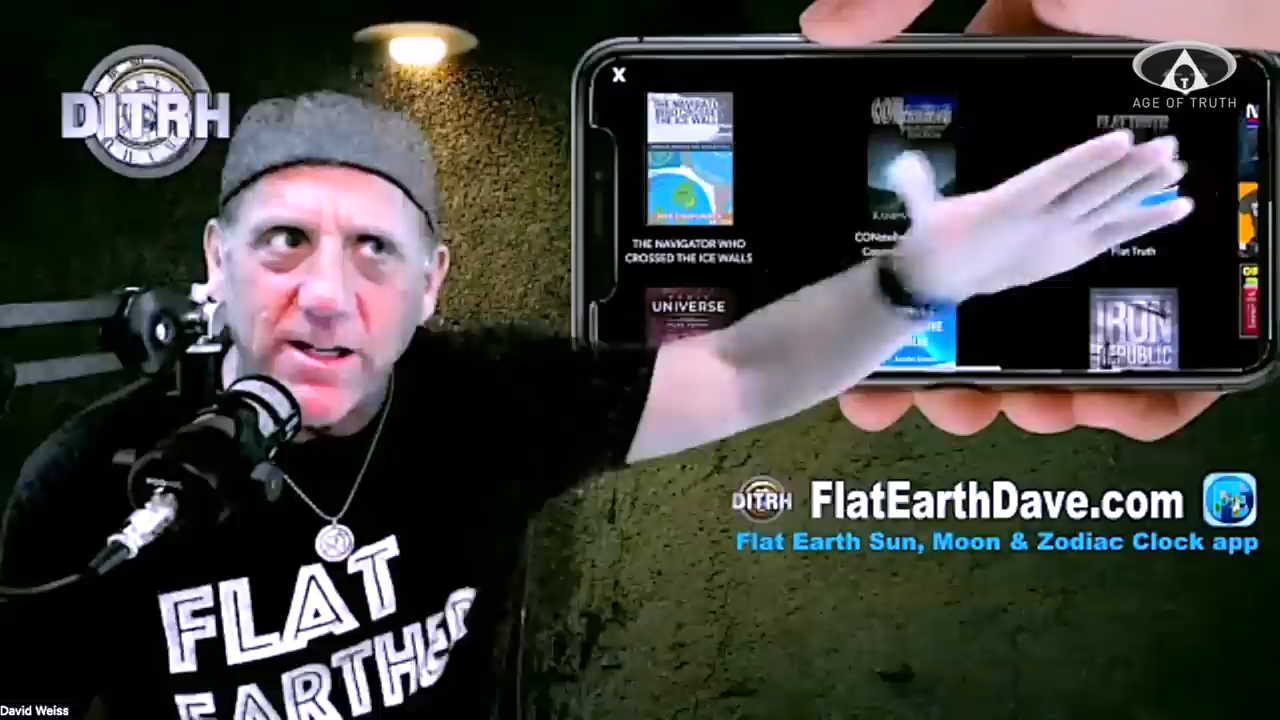 DITRH
X
AGE OF TRUTH
THE NAVIGATOR WHO
CROSSED THE ICE WALLS
Flat Truth
UNIVERSE
IRON
REPUBLIC
DITRH FlatEarthDave.com
Flat Earth Sun, Moon & Zodiac Clock app
FLAT
EARTHER
David Weiss